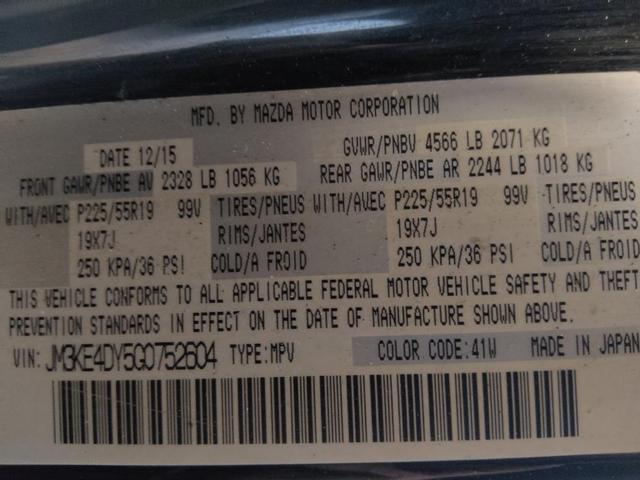 MFD. BY MAZDA MOTOR CORPORATION
DATE 12/15 GVWR/PNBV 4566 LB 2071 KG
FRONT GAWR/PNBE AV 2328 LB 1056 KG REAR GAWR/PNBE AR 2244 LB 1018 KG
WITH/AVEC P225/55R19 99V TIRES/PNEUS WITH/AVEC P225/55R19 99V TIRES/PNEUS
19X7J RIMS/JANTES 19X7J RIMS/JANTES
250 KPA/36 PSI COLD/A FROID 250 KPA/36 PSI COLD/A FROID
THIS VEHICLE CONFORMS TO ALL APPLICABLE FEDERAL MOTOR VEHICLE SAFETY AND THEFT
PREVENTION STANDARDS IN EFFECT ON THE DATE OF MANUFACTURE SHOWN ABOVE.
VIN: JM3KE4DY5G0752604 TYPE:MPV COLOR CODE:41W MADE IN JAPAN